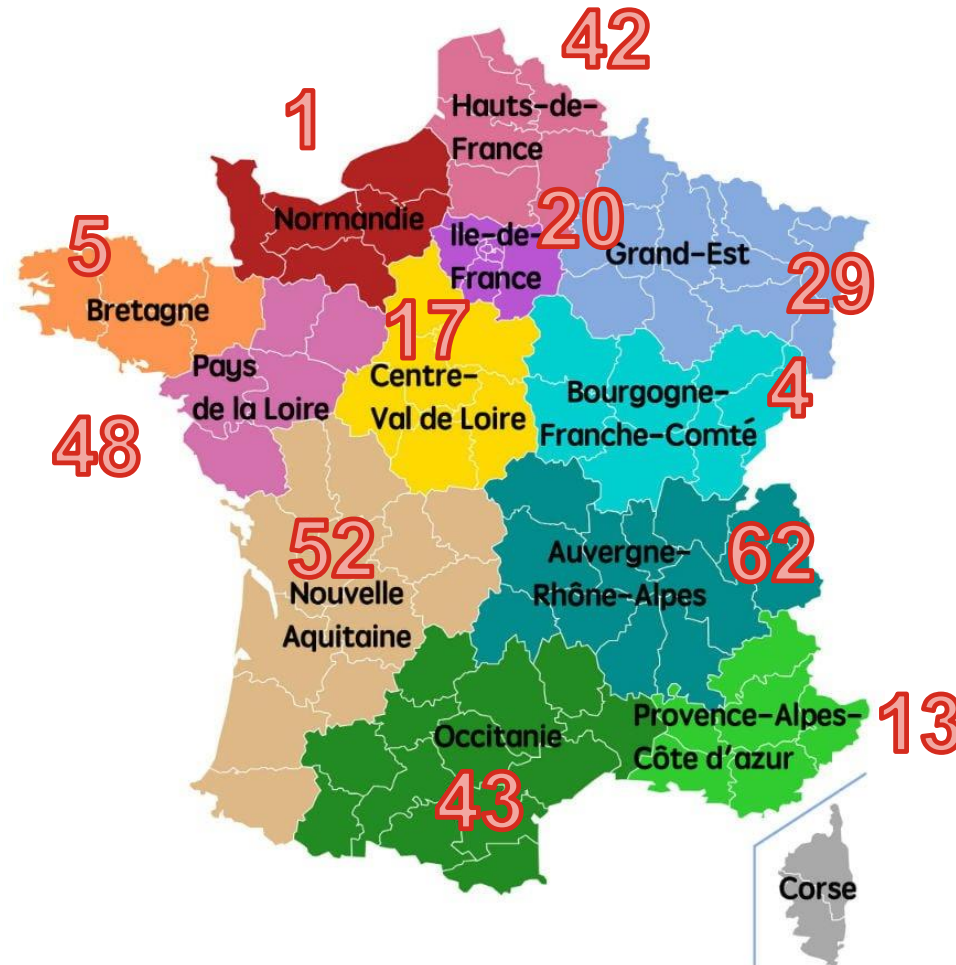 42
1
Hauts-de-
France
Normandie
20
5
Ile-de-
France
Grand-Est
29
Bretagne
17
Pays
de la Loire
Centre-
Val de Loire
Bourgogne-
Franche-Comté
4
48
52
Nouvelle
Aquitaine
Auvergne-
Rhône-Alpes
62
Occitanie
43
Provence-Alpes-
Côte d'azur
13
Corse